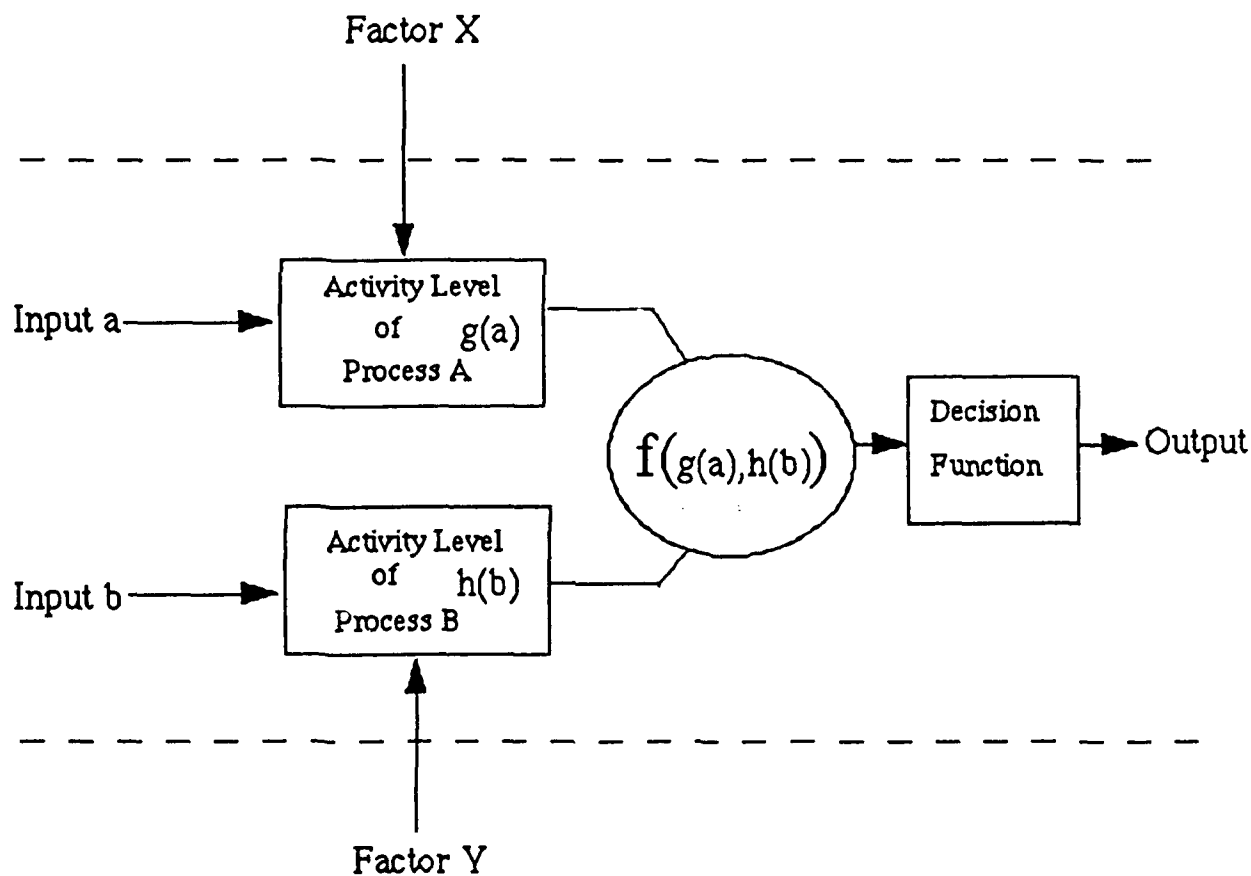 Factor X
Input a
Activity Level
of g(a)
Process A
f(g(a),h(b))
Decision
Function
Output
Input b
Activity Level
of h(b)
Process B
Factor Y